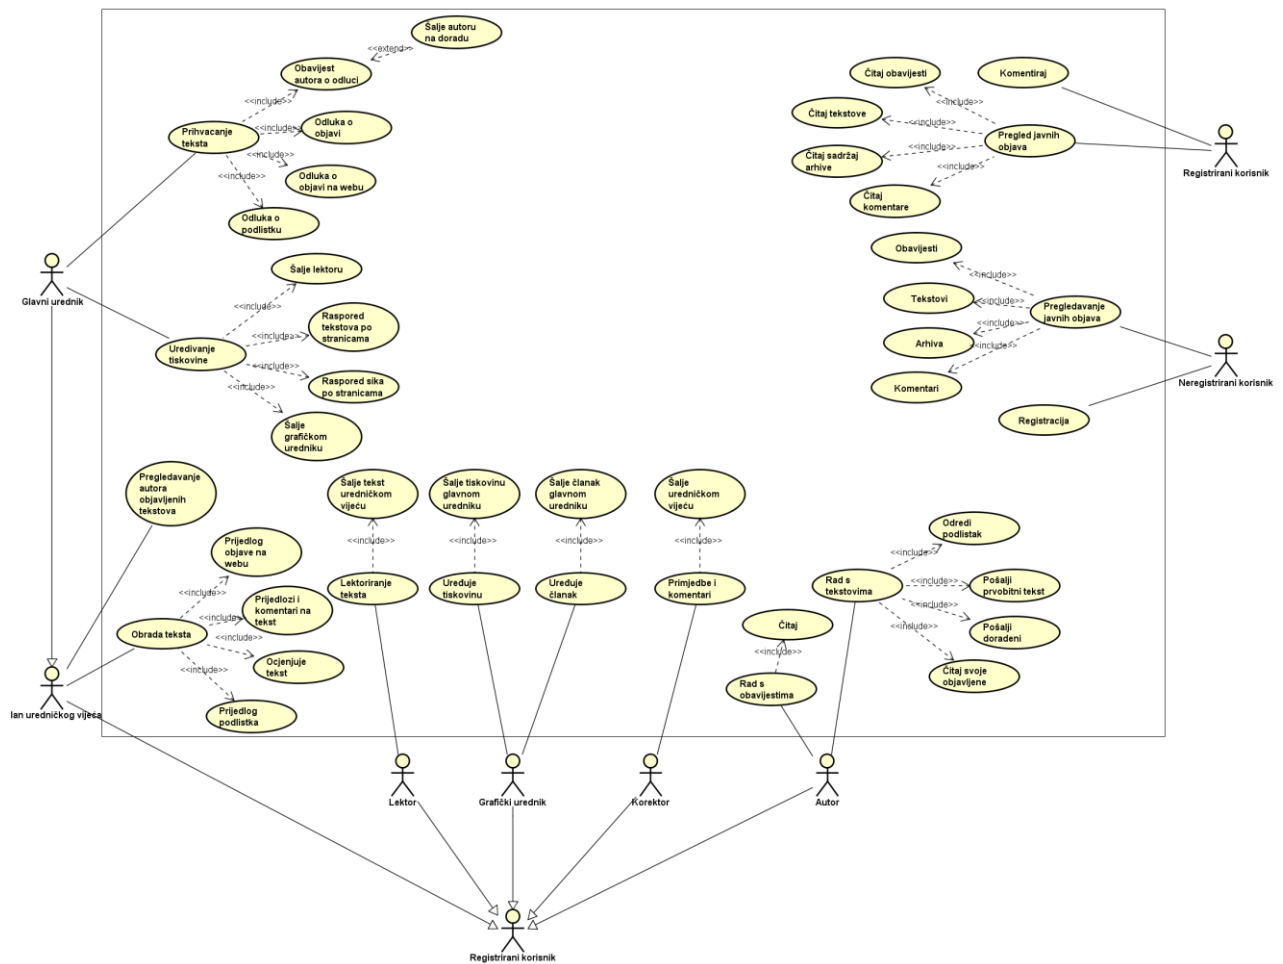 Šalje autoru
na doradu
<<extend>>
Obavijest
autora o odluci
<<include>>
Prihvacanje
teksta
<<include>>
Odluka o
objavi
<<include>>
Odluka o
objavi na webu
<<include>>
Odluka o
podlistku
Glavni urednik
Šalje lektoru
<<include>>
Raspored
tekstova po
stranicama
<<include>>
Uredivanje
tiskovine
<<include>>
Raspored sika
po stranicama
<<include>>
Šalje
grafičkom
uredniku
Čitaj obavijesti
Komentiraj
<<include>>
Čitaj tekstove
<<include>>
Pregled javnih
objava
Čitaj sadržaj
arhive
<<include>>
<<include>>
Čitaj
komentare
Registrirani korisnik
Obavijesti
<<include>>
Tekstovi
<<include>>
Pregledavanje
javnih objava
Arhiva
<<include>>
<<include>>
Komentari
Neregistrirani korisnik
Registracija
Pregledavanje
autora
objavljenih
tekstova
Prijedlog
objave na
webu
<<include>>
Prijedlozi i
komentari na
tekst
<<include>>
Obrada teksta
<<include>>
Ocjenjuje
tekst
<<include>>
Prijedlog
podlistka
lan uredničkog vijeća
Šalje tekst
uredničkom
vijeću
<<include>>
Lektoriranje
teksta
Šalje tiskovinu
glavnom
uredniku
<<include>>
Uređuje
tiskovinu
Šalje članak
glavnom
uredniku
<<include>>
Uređuje
članak
Šalje
uredničkom
vijeću
<<include>>
Primjedbe i
komentari
Odredi
podlistak
<<include>>
Rad s
tekstovima
<<include>>
Pošalji
prvobitni tekst
<<include>>
Pošalji
doradeni
<<include>>
Čitaj svoje
objavljene
Čitaj
<<include>>
Rad s
obavijestima
Lektor
Grafički urednik
Korektor
Autor
Registrirani korisnik